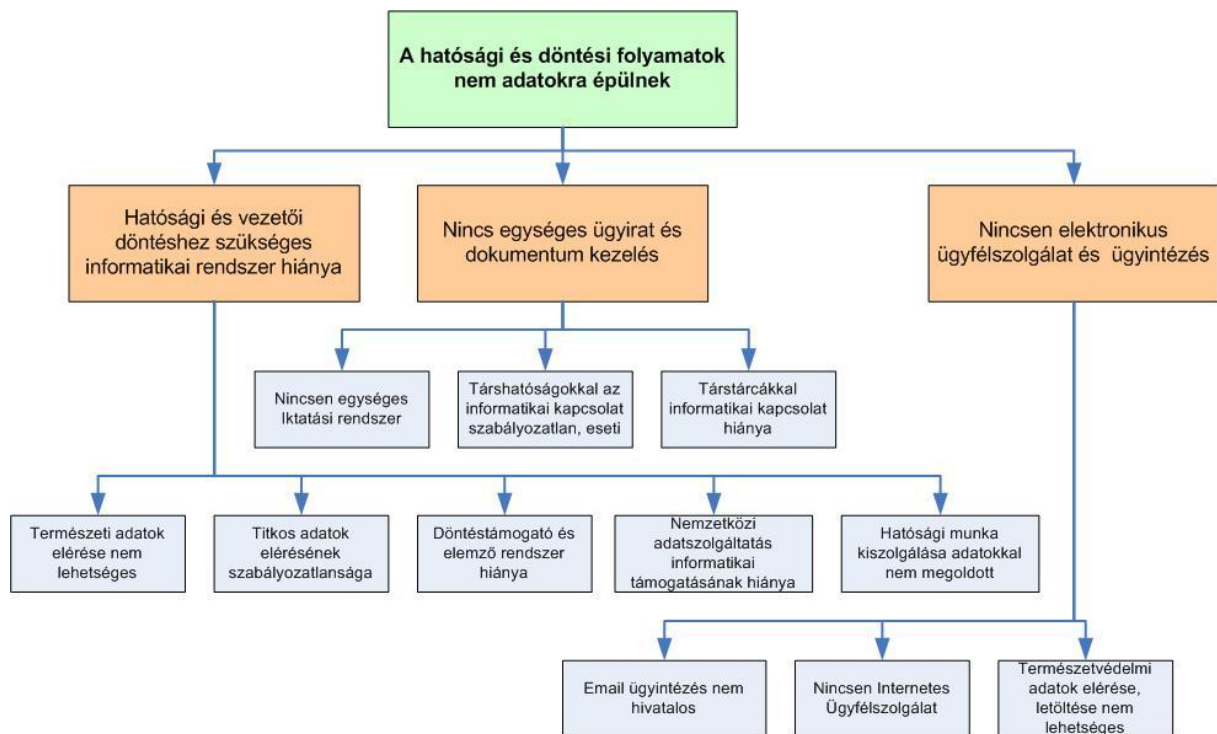 A hatósági és döntési folyamatok
nem adatokra épülnek
Hatósági és vezetői
döntéshez szükséges
informatikai rendszer hiánya
Nincs egységes ügyirat és
dokumentum kezelés
Nincsen elektronikus
ügyfélszolgálat és ügyintézés
Nincsen egységes
Iktatási rendszer
Társhatóságokkal az
informatikai kapcsolat
szabályozatlan, eseti
Társtárcákkal
informatikai kapcsolat
hiánya
Természeti adatok
elérése nem
lehetséges
Titkos adatok
elérésének
szabályozatlansága
Döntéstámogató és
elemző rendszer
hiánya
Nemzetközi
adatszolgáltatás
informatikai
támogatásának hiánya
Hatósági munka
kiszolgálása adatokkal
nem megoldott
Email ügyintézés nem
hivatalos
Nincsen Internetes
Ügyfélszolgálat
Természetvédelmi
adatok elérése,
letöltése nem
lehetséges